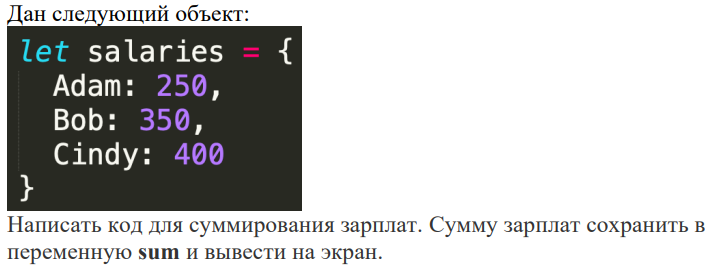 Дан следующий объект:
let salaries = {
Adam: 250,
Bob: 350,
Cindy: 400
}
Написать код для суммирования зарплат. Сумму зарплат сохранить в
переменную sum и вывести на экран.